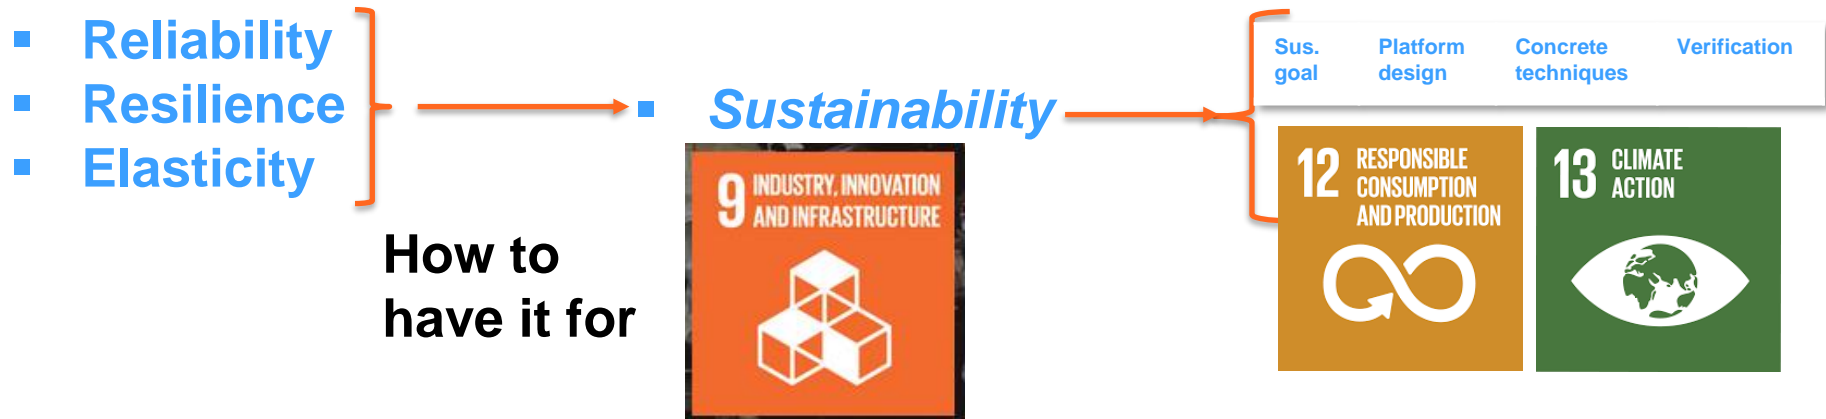 ▪ Reliability
▪ Resilience
▪ Elasticity
How to
have it for
▪ Sustainability
9 INDUSTRY, INNOVATION
AND INFRASTRUCTURE
Sus.
goal
Platform
design
Concrete
techniques
Verification
12 RESPONSIBLE
CONSUMPTION
AND PRODUCTION
13 CLIMATE
ACTION